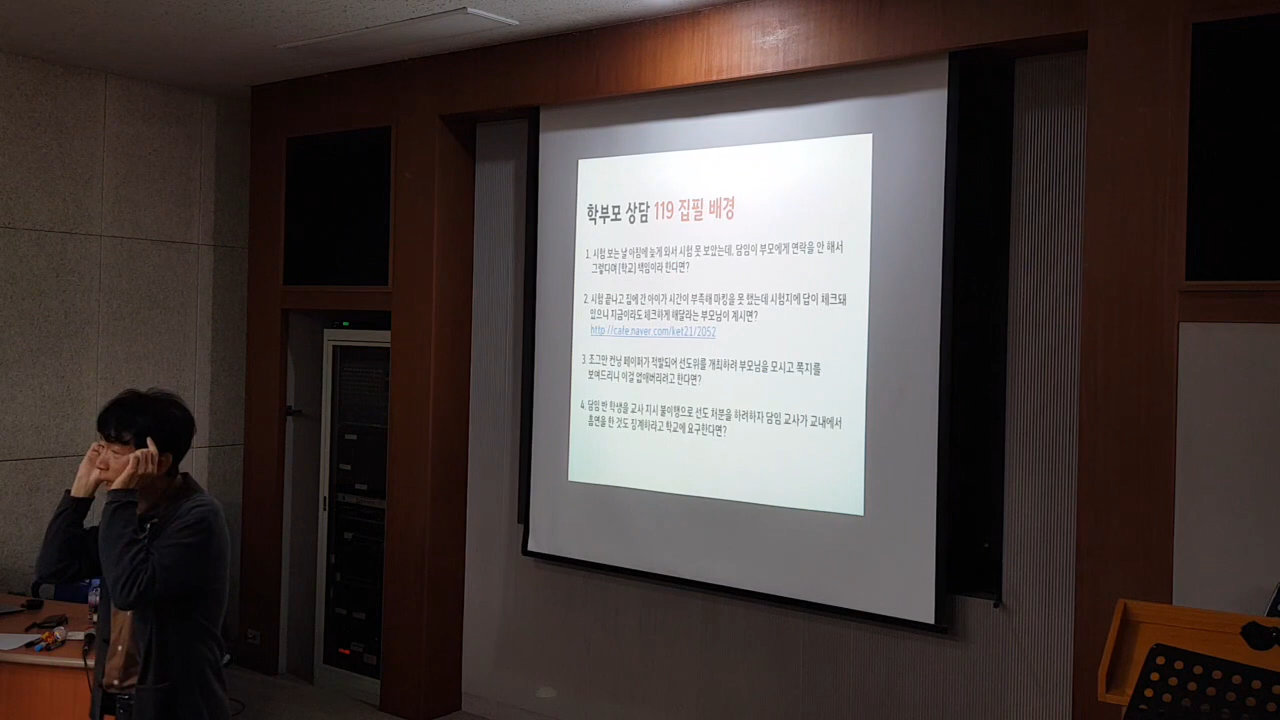 학부모 상담 119 집필 배경
1. 시험 보는 날 아침에 늦게 와서 시험 못 보았는데, 담임이 부모에게 연락을 안 해서
그렇다며 [학교] 책임이라 한다면?
2. 시험 끝나고 집에 간 아이가 시간이 부족해 마킹을 못 했는데 시험지에 답이 체크돼
있으니 지금이라도 체크하게 해달라는 부모님이 계시면?
http://cafe.naver.com/ket21/2052
3. 조그만 컨닝 페이퍼가 적발되어 선도위를 개최하려 부모님을 모시고 쪽지를
보여드리니 이걸 없애버리려고 한다면?
4. 담임 반 학생을 교사 지시 불이행으로 선도 처분을 하려하자 담임 교사가 교내에서
흡연을 한 것도 징계하라고 학교에 요구한다면?